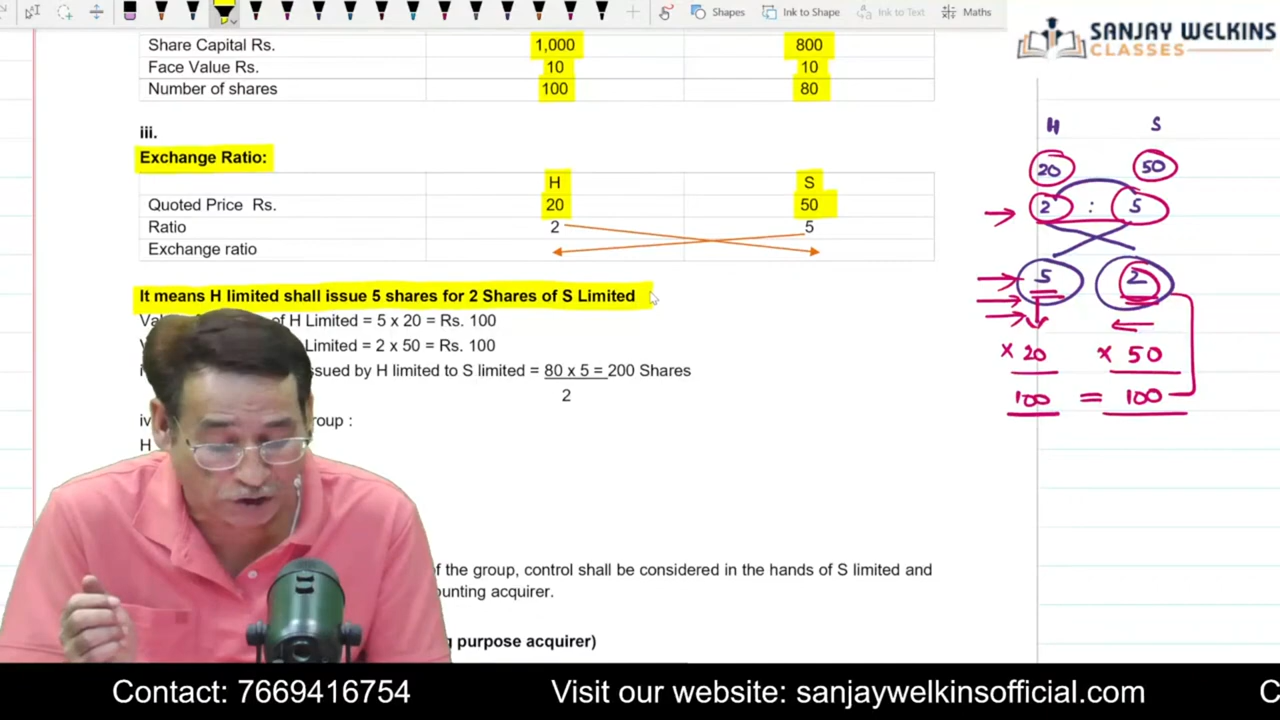 Shapes Ink to Shape Ink to Text Maths
SANJAY WELKINS
CLASSES
Share Capital Rs. 1,000 800
Face Value Rs. 10 10
Number of shares 100 80
iii.
Exchange Ratio:
H S
Quoted Price Rs. 20 50
Ratio 2 5
Exchange ratio
It means H limited shall issue 5 shares for 2 Shares of S Limited
of H Limited = 5 x 20 = Rs. 100
Limited = 2 x 50 = Rs. 100
issued by H limited to S limited = 80 x 5 = 200 Shares
2
iv
H
of the group, control shall be considered in the hands of S limited and
acquirer.
purpose acquirer)
H S
20 50
2 : 5
5 2
x 20 x 50
100 = 100
Contact: 7669416754 Visit our website: sanjaywelkinsofficial.com C